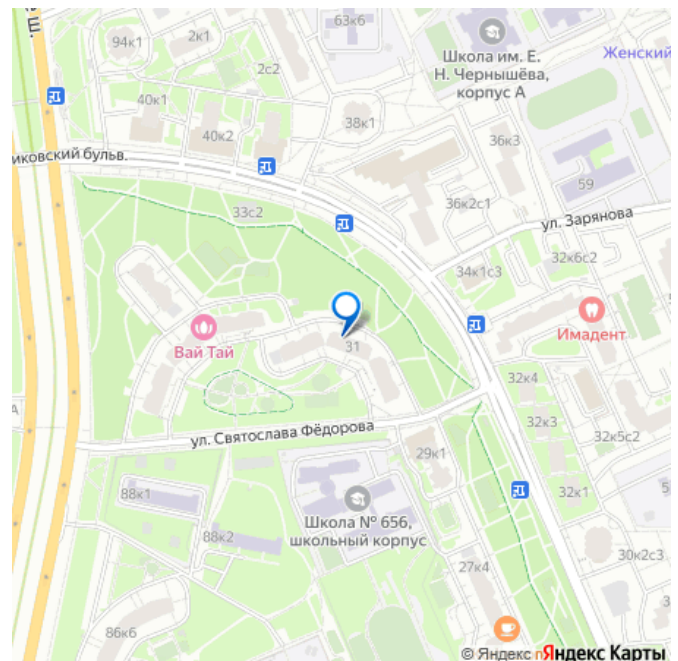 63к6
94к1
2к1
2с2
Школа им. Е.
Н. Чернышёва,
корпус А
Женский
40к1
40к2
38к1
36к3
иковский бульв.
59
33с2
36к2с1
ул. Зарянова
34к1с3
32к6с2
Вай Тай
31
Имадент
32к4
32к3
32к5с2
ул. Святослава Фёдорова
29к1
88к1
32к1
Школа № 656,
школьный корпус
88к2
30к2с3
27к4
86к6
© Яндекс Яндекс Карты